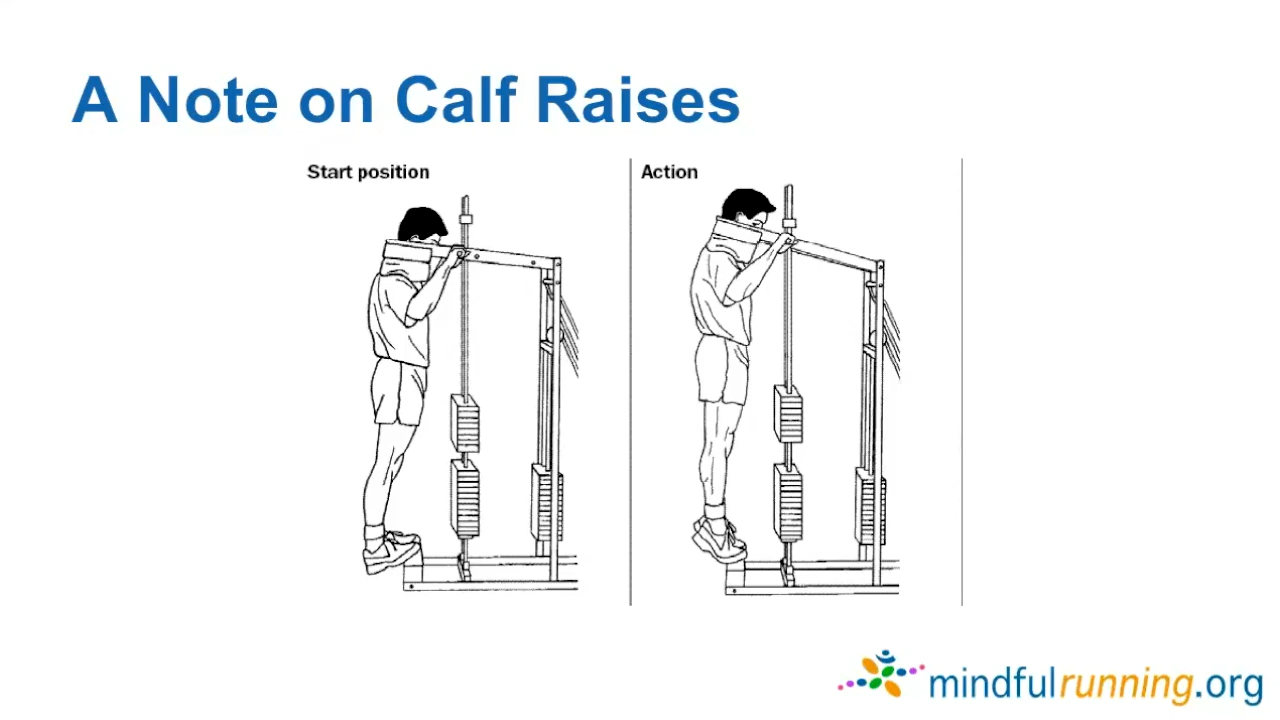 A Note on Calf Raises
Start position
Action
mindfulrunning.org